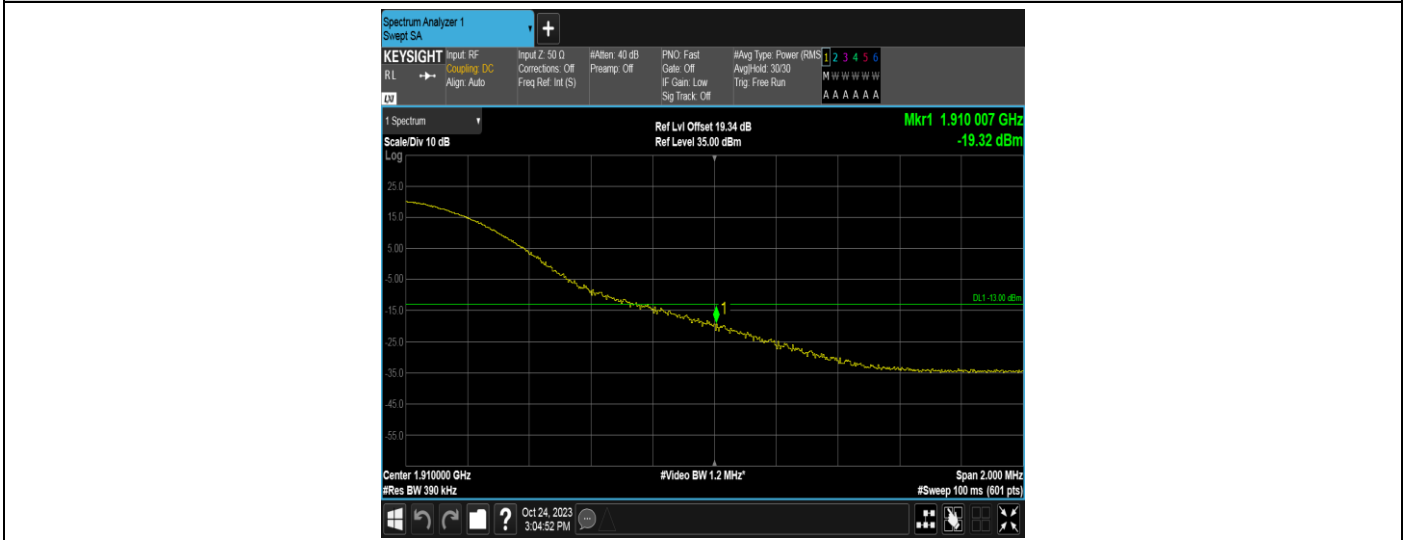 Spectrum Analyzer 1
Swept SA
+
KEYSIGHT
RL
LXI
Input: RF
Coupling: DC
Align: Auto
Input Z: 50 Ω
Corrections: Off
Freq Ref: Int (S)
#Atten: 40 dB
Preamp: Off
PNO: Fast
Gate: Off
IF Gain: Low
Sig Track: Off
#Avg Type: Power (RMS
Avg|Hold: 30/30
Trig: Free Run
1 2 3 4 5 6
M W W W W W
A A A A A A
1 Spectrum
Scale/Div 10 dB
Log
Ref Lvl Offset 19.34 dB
Ref Level 35.00 dBm
Mkr1 1.910 007 GHz
-19.32 dBm
25.0
15.0
5.00
-5.00
DL1 -13.00 dBm
1
-15.0
-25.0
-35.0
-45.0
-55.0
Center 1.910000 GHz
#Res BW 390 kHz
#Video BW 1.2 MHz*
Span 2.000 MHz
#Sweep 100 ms (601 pts)
?
Oct 24, 2023
3:04:52 PM